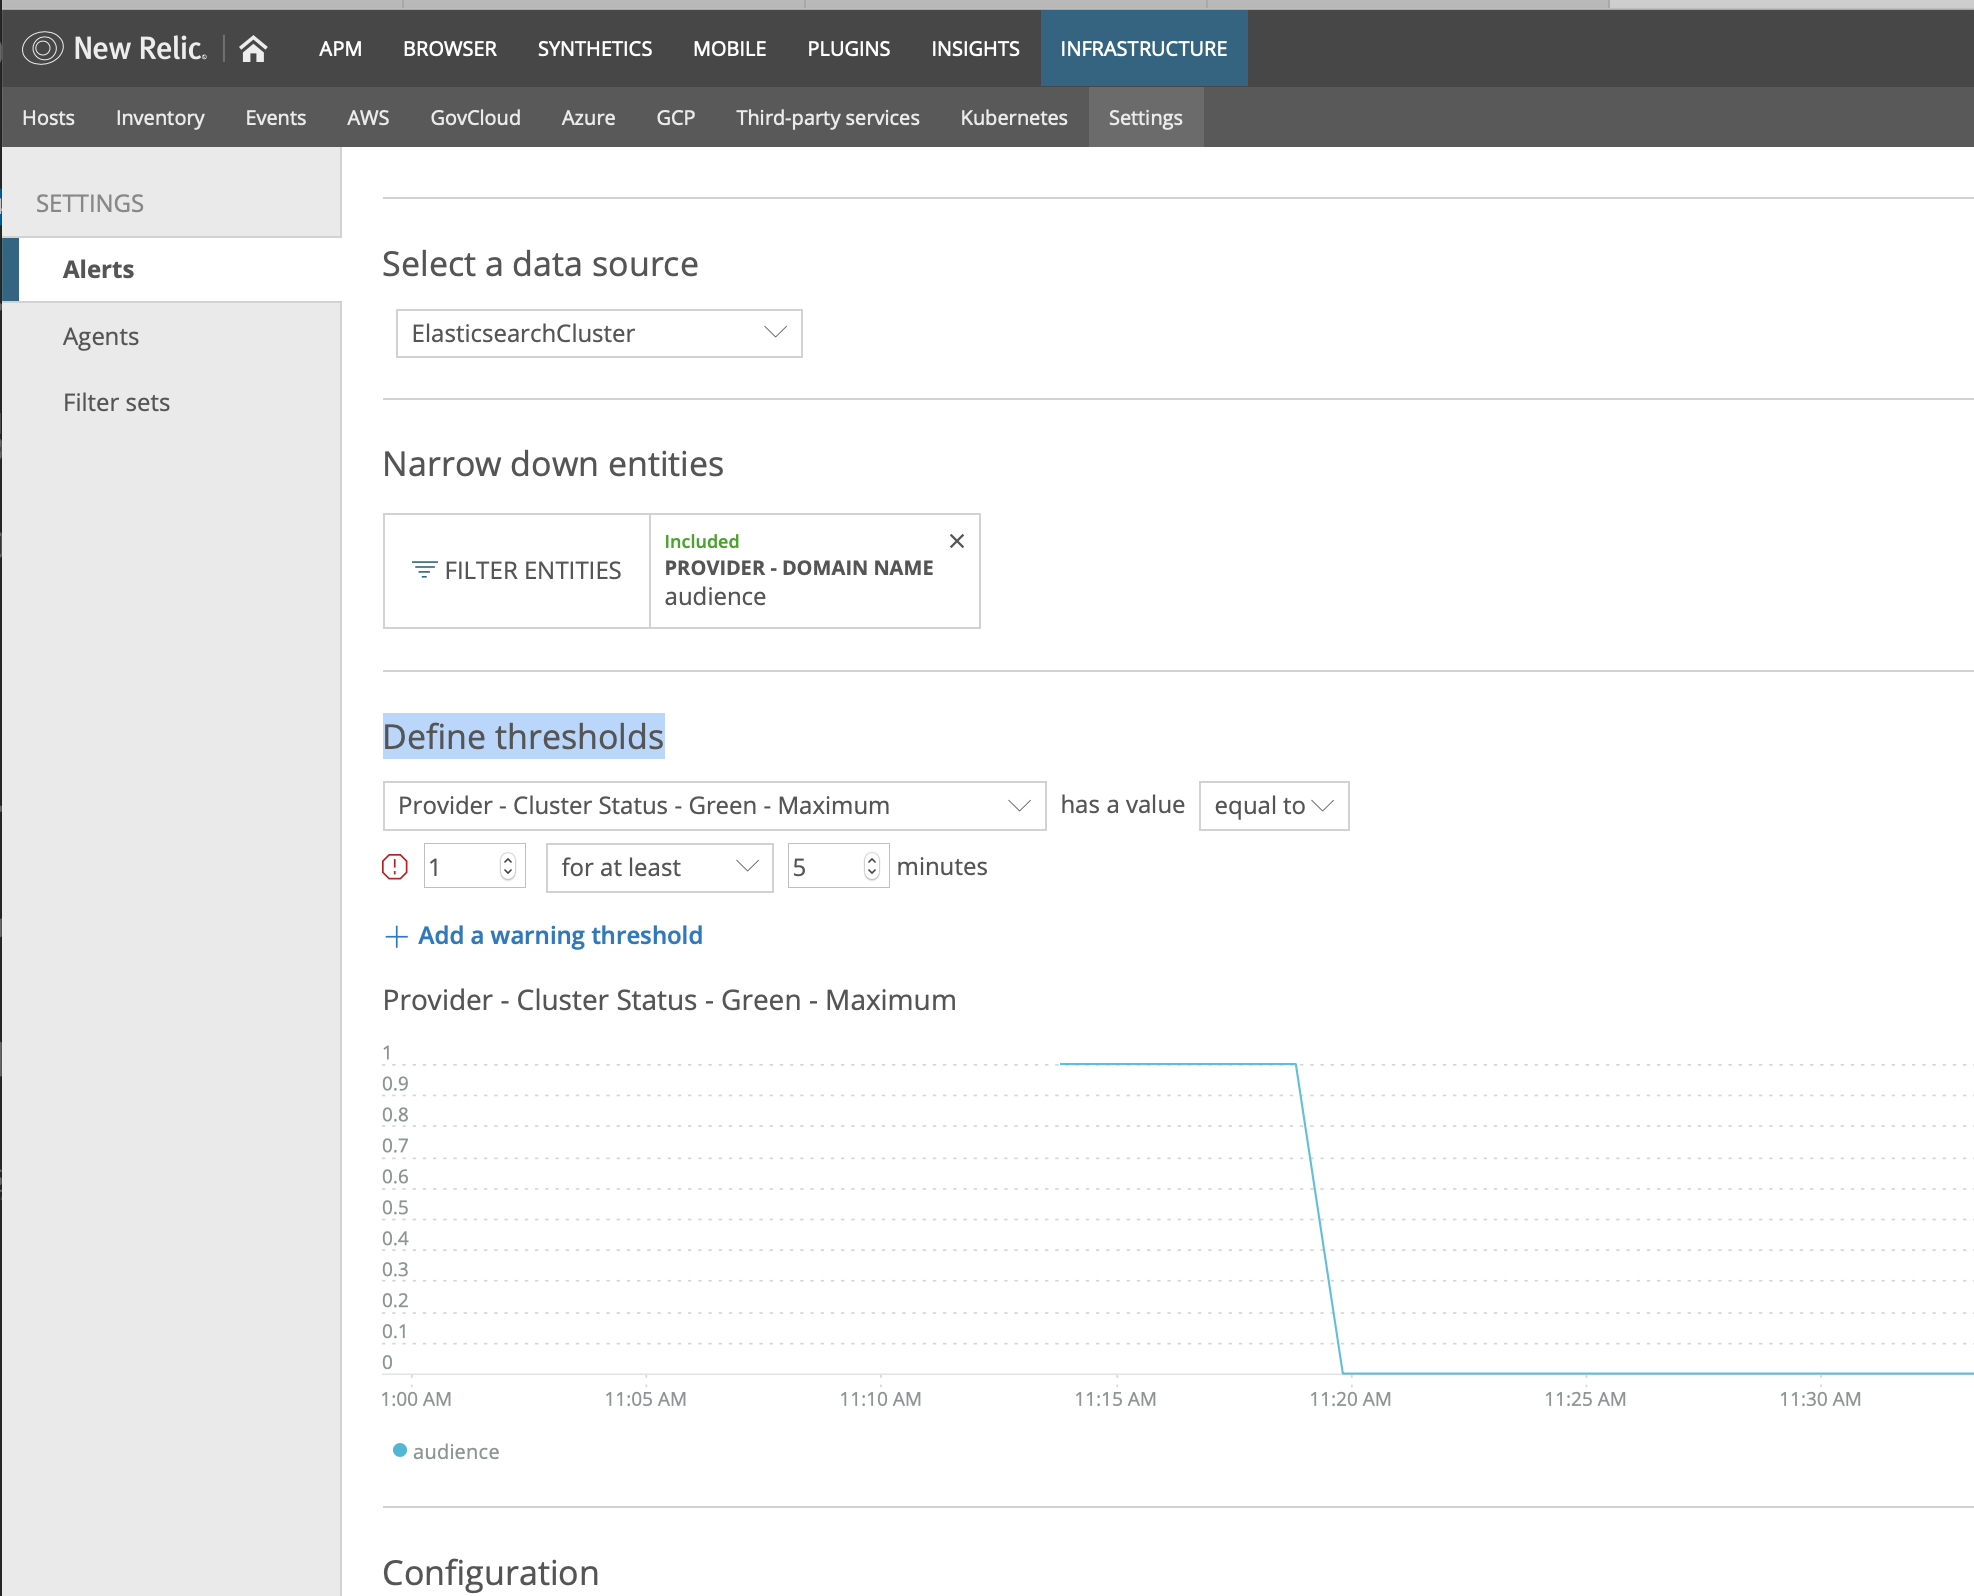 New Relic. APM BROWSER SYNTHETICS MOBILE PLUGINS INSIGHTS INFRASTRUCTURE
Hosts Inventory Events AWS GovCloud Azure GCP Third-party services Kubernetes Settings
SETTINGS
Alerts
Agents
Filter sets
Select a data source
ElasticsearchCluster
Narrow down entities
FILTER ENTITIES
Included
PROVIDER - DOMAIN NAME
audience
Define thresholds
Provider - Cluster Status - Green - Maximum has a value equal to
1 for at least 5 minutes
Add a warning threshold
Provider - Cluster Status - Green - Maximum
1
0.9
0.8
0.7
0.6
0.5
0.4
0.3
0.2
0.1
0
1:00 AM 11:05 AM 11:10 AM 11:15 AM 11:20 AM 11:25 AM 11:30 AM
audience
Configuration